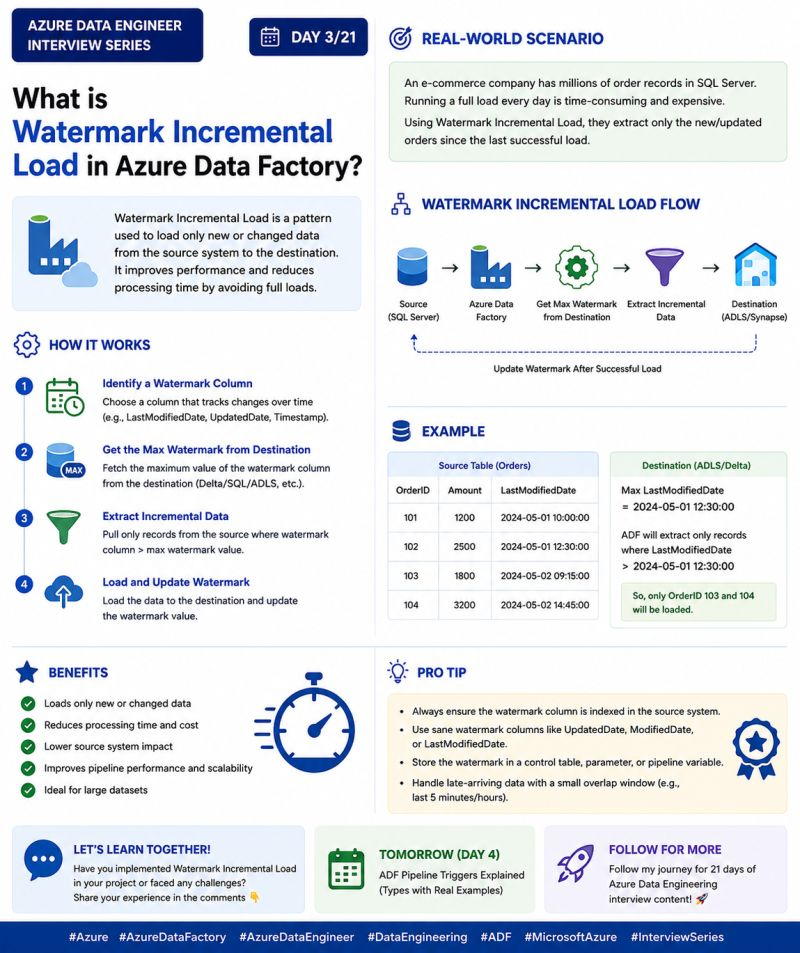 AZURE DATA ENGINEER
INTERVIEW SERIES
DAY 3/21
What is
Watermark Incremental
Load in Azure Data Factory?
Watermark Incremental Load is a pattern
used to load only new or changed data
from the source system to the destination.
It improves performance and reduces
processing time by avoiding full loads.
HOW IT WORKS
1
Identify a Watermark Column
Choose a column that tracks changes over time
(e.g., LastModifiedDate, UpdatedDate, Timestamp).
2
MAX
Get the Max Watermark from Destination
Fetch the maximum value of the watermark column
from the destination (Delta/SQL/ADLS, etc.).
3
Extract Incremental Data
Pull only records from the source where watermark
column > max watermark value.
4
Load and Update Watermark
Load the data to the destination and update
the watermark value.
REAL-WORLD SCENARIO
An e-commerce company has millions of order records in SQL Server.
Running a full load every day is time-consuming and expensive.
Using Watermark Incremental Load, they extract only the new/updated
orders since the last successful load.
WATERMARK INCREMENTAL LOAD FLOW
Source
(SQL Server)
Azure Data
Factory
Get Max Watermark
from Destination
Extract Incremental
Data
Destination
(ADLS/Synapse)
Update Watermark After Successful Load
EXAMPLE
Source Table (Orders)
OrderID Amount LastModifiedDate
101 1200 2024-05-01 10:00:00
102 2500 2024-05-01 12:30:00
103 1800 2024-05-02 09:15:00
104 3200 2024-05-02 14:45:00
Destination (ADLS/Delta)
Max LastModifiedDate
= 2024-05-01 12:30:00
ADF will extract only records
where LastModifiedDate
> 2024-05-01 12:30:00
So, only OrderID 103 and 104
will be loaded.
BENEFITS
Loads only new or changed data
Reduces processing time and cost
Lower source system impact
Improves pipeline performance and scalability
Ideal for large datasets
PRO TIP
• Always ensure the watermark column is indexed in the source system.
• Use sane watermark columns like UpdatedDate, ModifiedDate,
or LastModifiedDate.
• Store the watermark in a control table, parameter, or pipeline variable.
• Handle late-arriving data with a small overlap window (e.g.,
last 5 minutes/hours).
LET'S LEARN TOGETHER!
Have you implemented Watermark Incremental Load
in your project or faced any challenges?
Share your experience in the comments 👇
TOMORROW (DAY 4)
ADF Pipeline Triggers Explained
(Types with Real Examples)
FOLLOW FOR MORE
Follow my journey for 21 days of
Azure Data Engineering
interview content! 🚀
#Azure #AzureDataFactory #AzureDataEngineer #DataEngineering #ADF #MicrosoftAzure #InterviewSeries